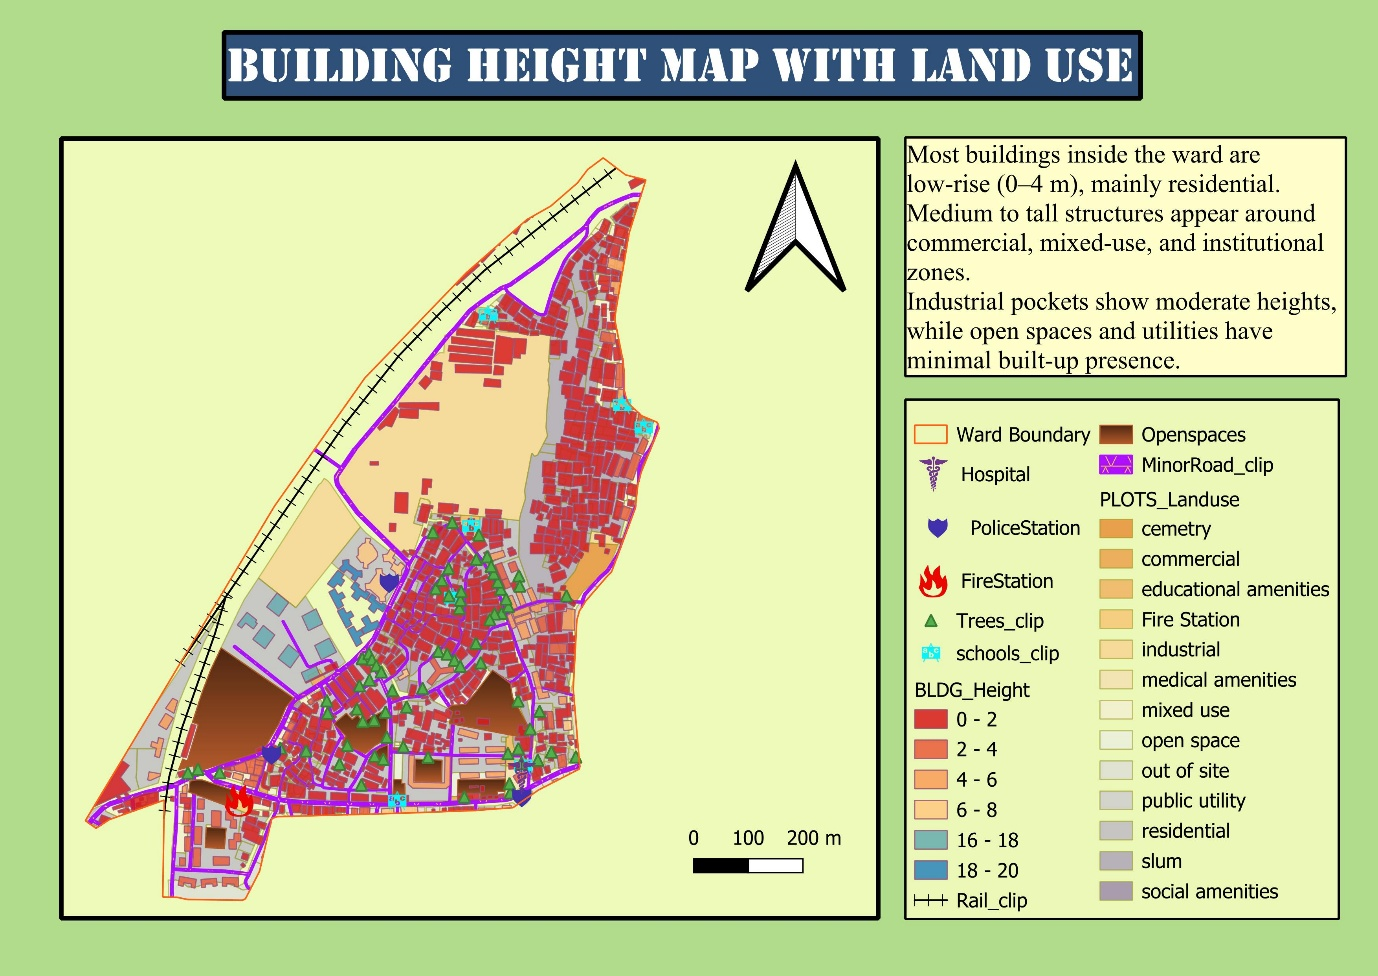 BUILDING HEIGHT MAP WITH LAND USE
Most buildings inside the ward are
low-rise (0–4 m), mainly residential.
Medium to tall structures appear around
commercial, mixed-use, and institutional
zones.
Industrial pockets show moderate heights,
while open spaces and utilities have
minimal built-up presence.
0 100 200 m
Ward Boundary
Hospital
PoliceStation
FireStation
Trees_clip
schools_clip
BLDG_Height
0 - 2
2 - 4
4 - 6
6 - 8
16 - 18
18 - 20
Rail_clip
Openspaces
MinorRoad_clip
PLOTS_Landuse
cemetry
commercial
educational amenities
Fire Station
industrial
medical amenities
mixed use
open space
out of site
public utility
residential
slum
social amenities